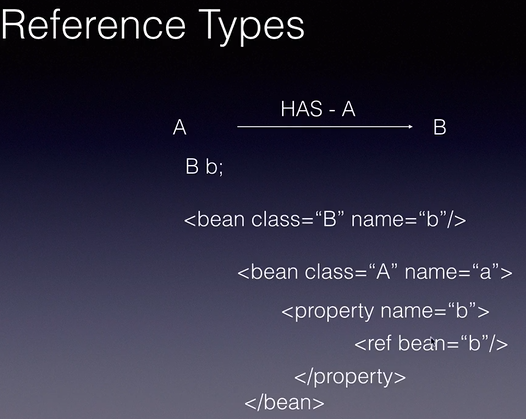 Reference Types
HAS - A
A B
B b;
<bean class=“B” name=“b”/>
<bean class=“A” name=“a”>
<property name=“b”>
<ref bean=“b”/>
</property>
</bean>